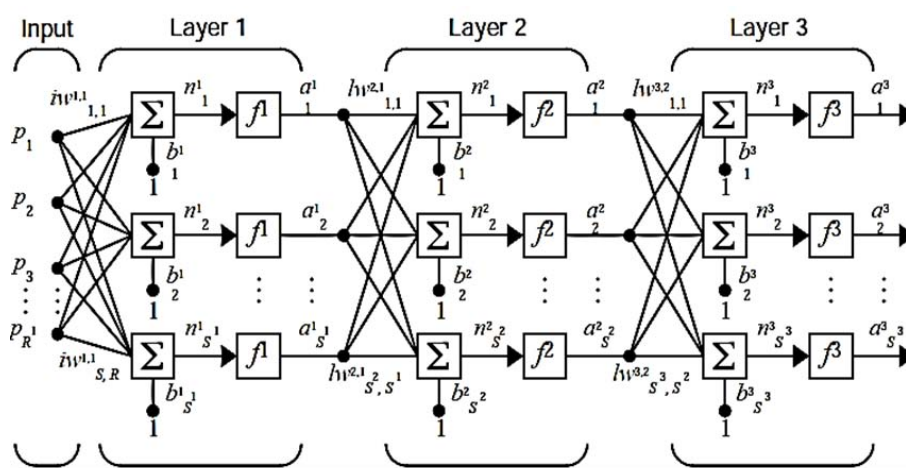 Input Layer 1 Layer 2 Layer 3
iw¹,¹ 1,1 n¹ 1 a¹ 1 lw²,¹ 1,1 n² 1 a² 1 lw³,² 1,1 n³ 1 a³ 1
p₁ Σ f¹ Σ f² Σ f³
b¹ 1 b² 1 b³ 1
1 1 1
p₂ n¹ 2 a¹ 2 n² 2 a² 2 n³ 2 a³ 2
Σ f¹ Σ f² Σ f³
p₃ b¹ 2 b² 2 b³ 2
1 1 1
n¹ S¹ a¹ S¹ n² S² a² S² n³ S³ a³ S³
p R¹ Σ f¹ Σ f² Σ f³
iw¹,¹ S,R lw²,¹ S²,S¹ lw³,² S³,S²
b¹ S¹ b² S² b³ S³
1 1 1